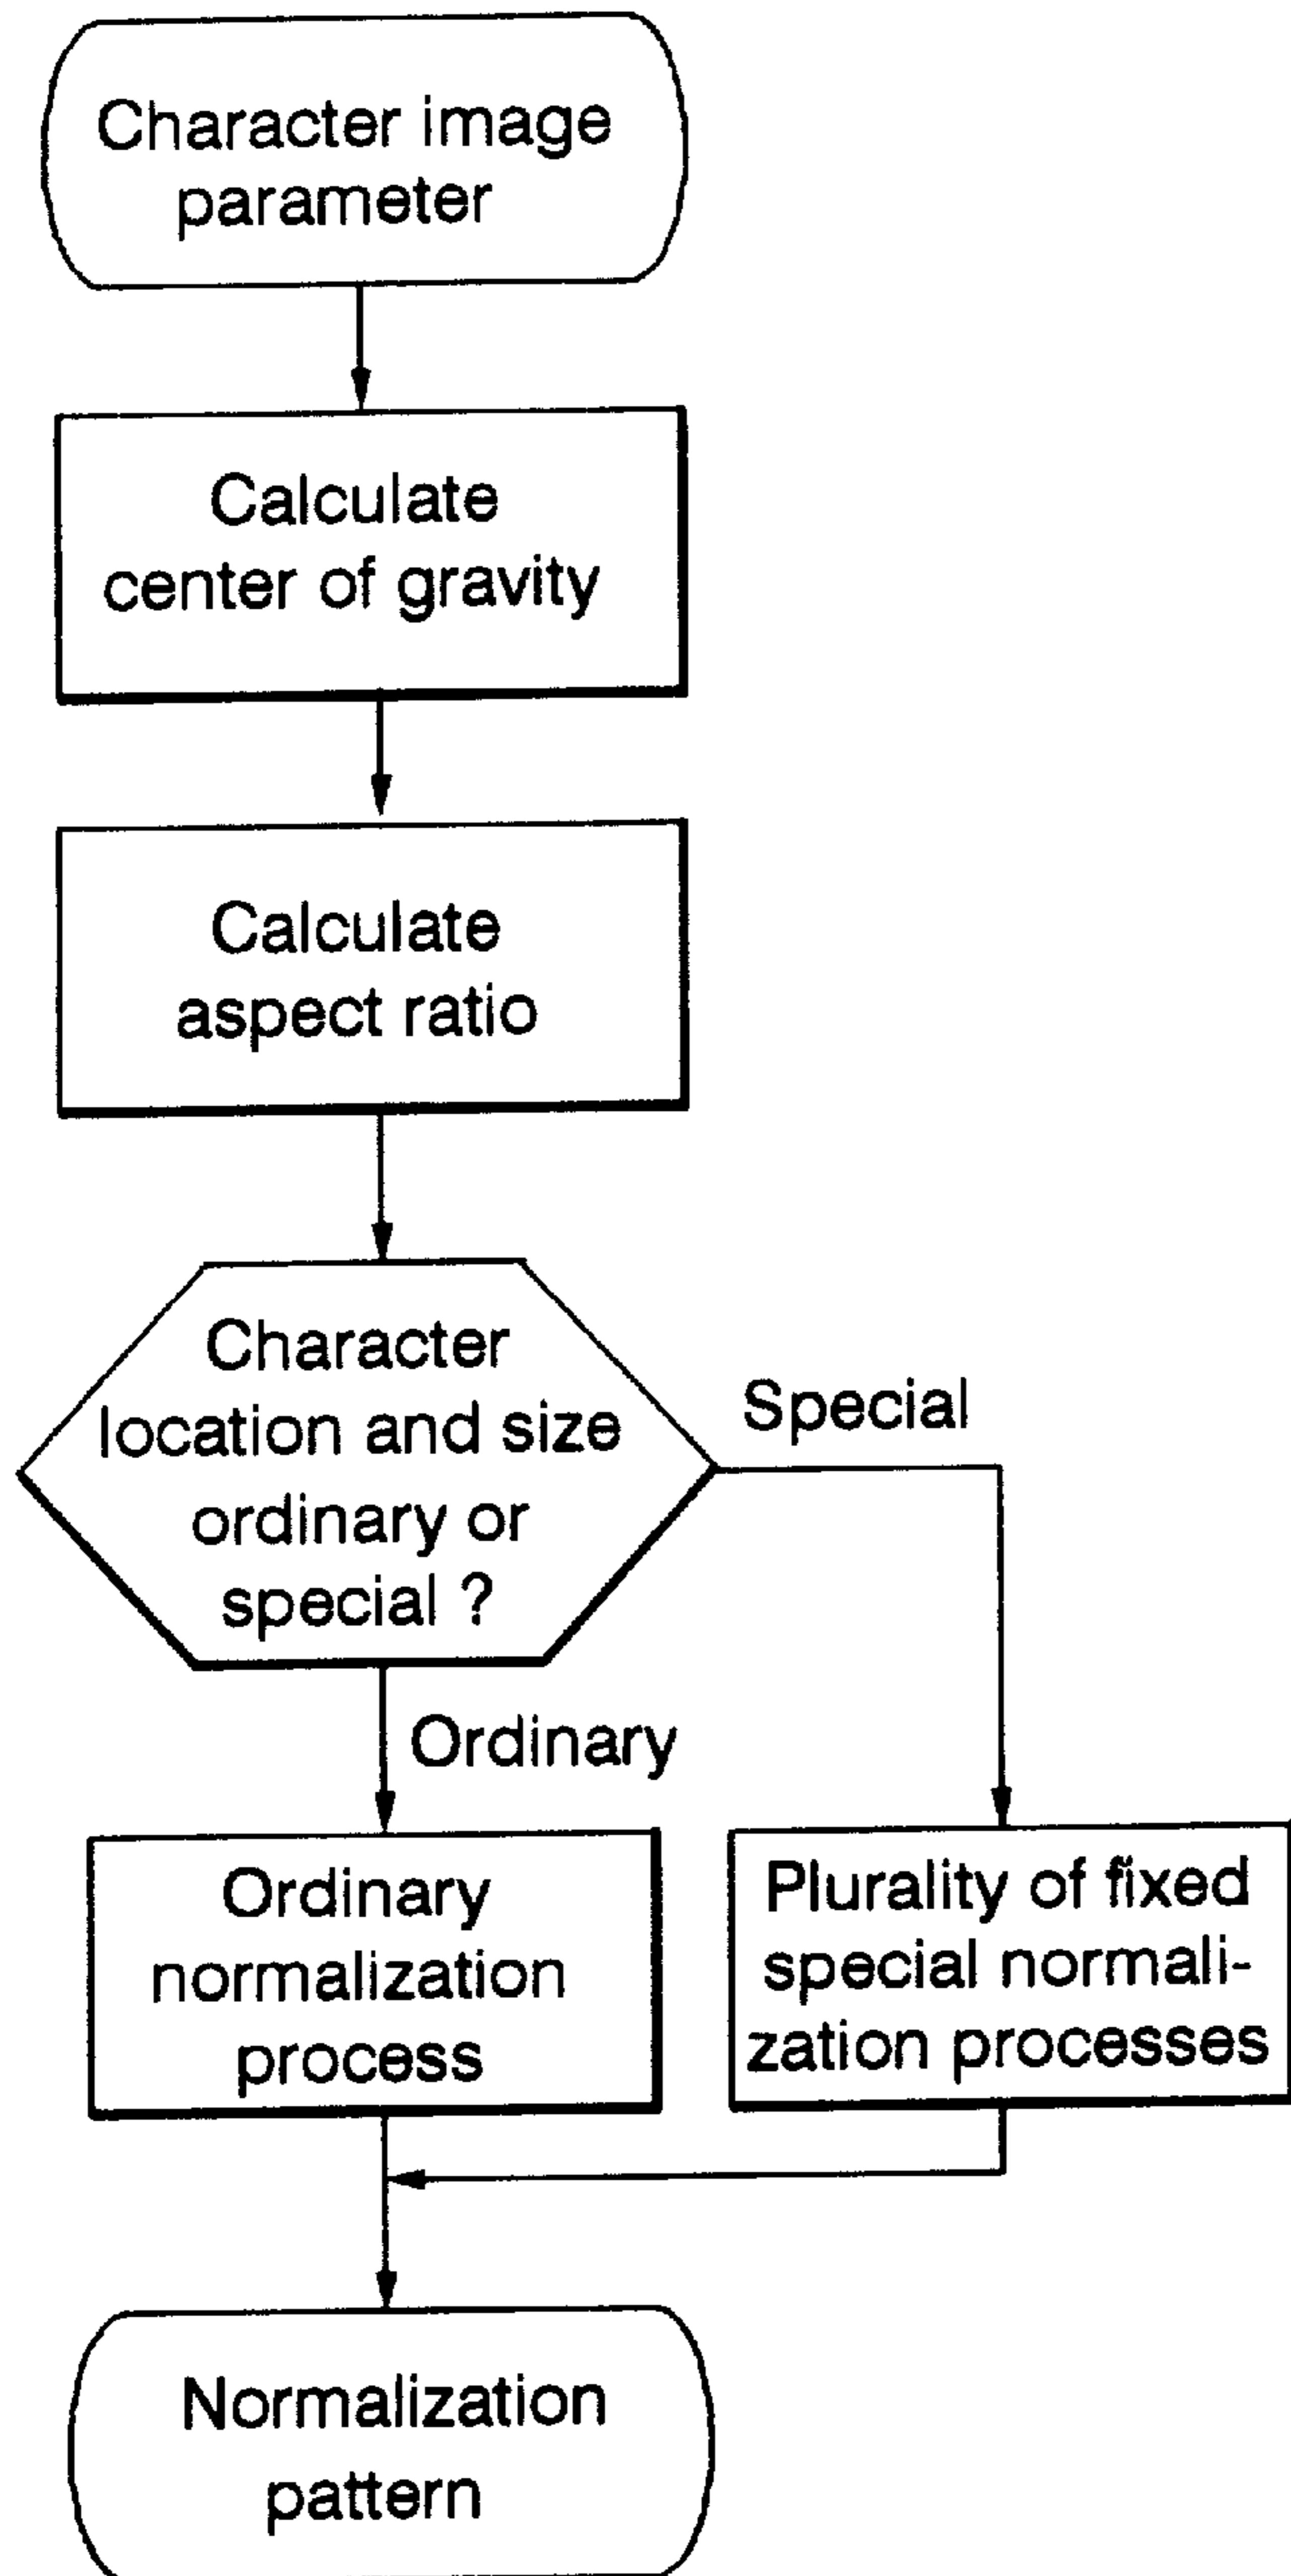 Character image
parameter
Calculate
center of gravity
Calculate
aspect ratio
Character
location and size
ordinary or
special ?
Special
Ordinary
Ordinary
normalization
process
Plurality of fixed
special normali-
zation processes
Normalization
pattern